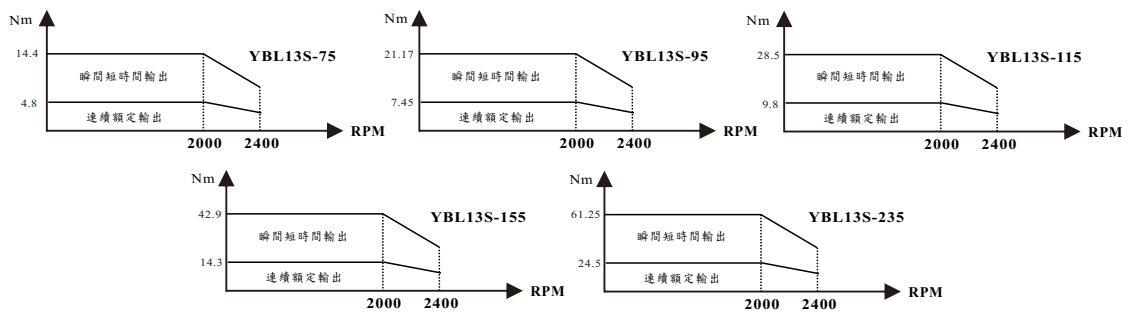 Nm
14.4
YBL13S-75
瞬間短時間輸出
4.8
連續額定輸出
RPM
2000
2400
Nm
21.17
YBL13S-95
瞬間短時間輸出
7.45
連續額定輸出
RPM
2000
2400
Nm
28.5
YBL13S-115
瞬間短時間輸出
9.8
連續額定輸出
RPM
2000
2400
Nm
42.9
YBL13S-155
瞬間短時間輸出
14.3
連續額定輸出
RPM
2000
2400
Nm
61.25
YBL13S-235
瞬間短時間輸出
24.5
連續額定輸出
RPM
2000
2400